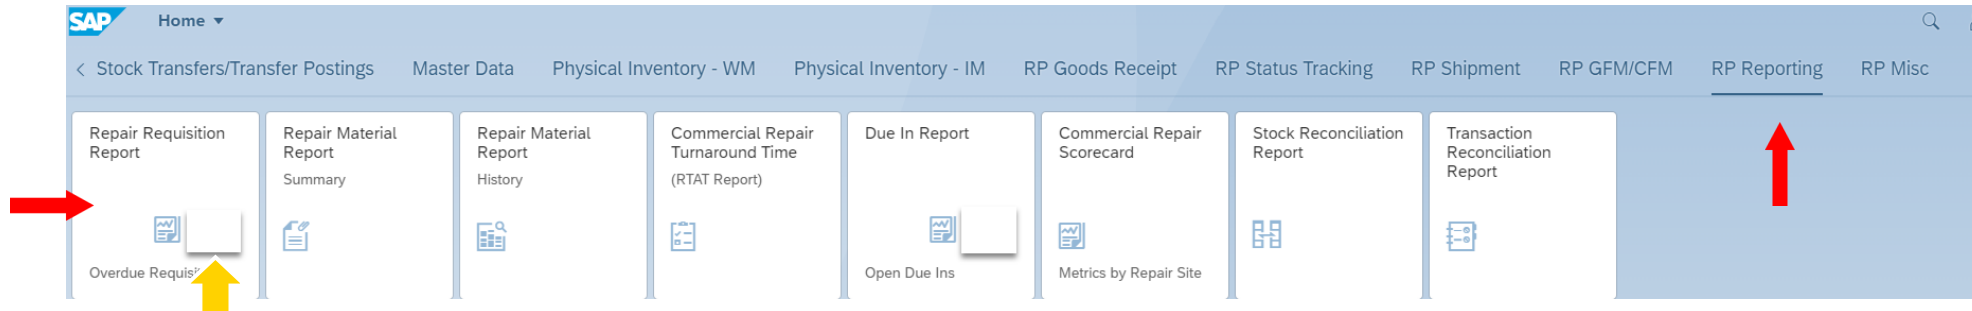 SAP Home
Stock Transfers/Transfer Postings Master Data Physical Inventory - WM Physical Inventory - IM RP Goods Receipt RP Status Tracking RP Shipment RP GFM/CFM RP Reporting RP Misc
Repair Requisition
Report
Overdue
Repair Material
Report
Summary
Repair Material
Report
History
Commercial Repair
Turnaround Time
(RTAT Report)
Due In Report
Open Due Ins
Commercial Repair
Scorecard
Metrics by Repair Site
Stock Reconciliation
Report
Transaction
Reconciliation
Report